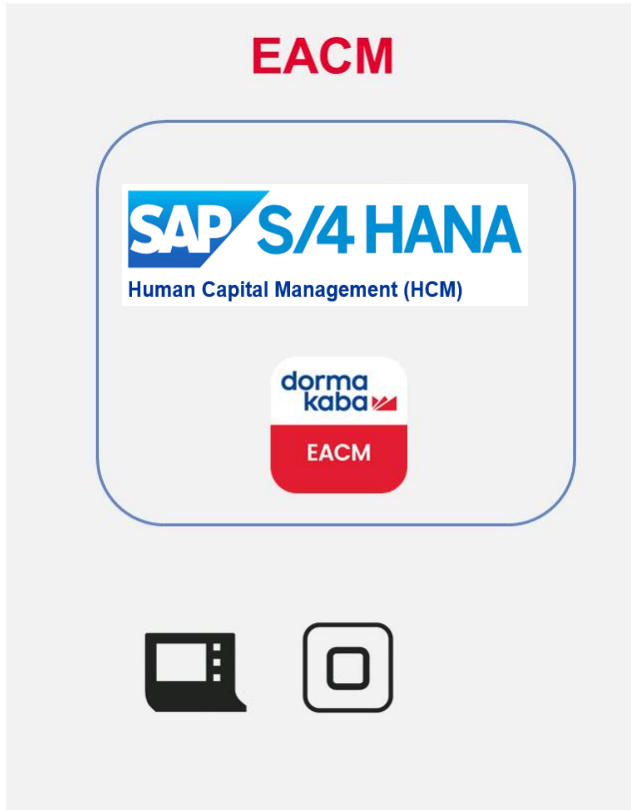 EACM
SAP S/4 HANA
Human Capital Management (HCM)
dorma
kaba
EACM